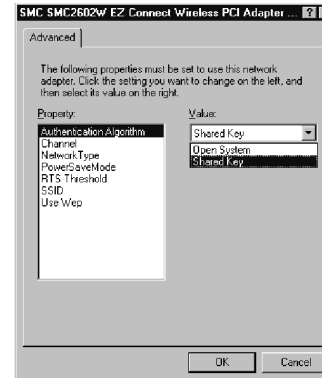 SMC SMC2602W EZ Connect Wireless PCI Adapter ... ?
Advanced
The following properties must be set to use this network
adapter. Click the setting you want to change on the left, and
then select its value on the right.
Property:
Value:
Authentication Algorithm
Channel
NetworkType
PowerSaveMode
RTS Threshold
SSID
Use Wep
Shared Key
Open System
Shared Key
OK
Cancel